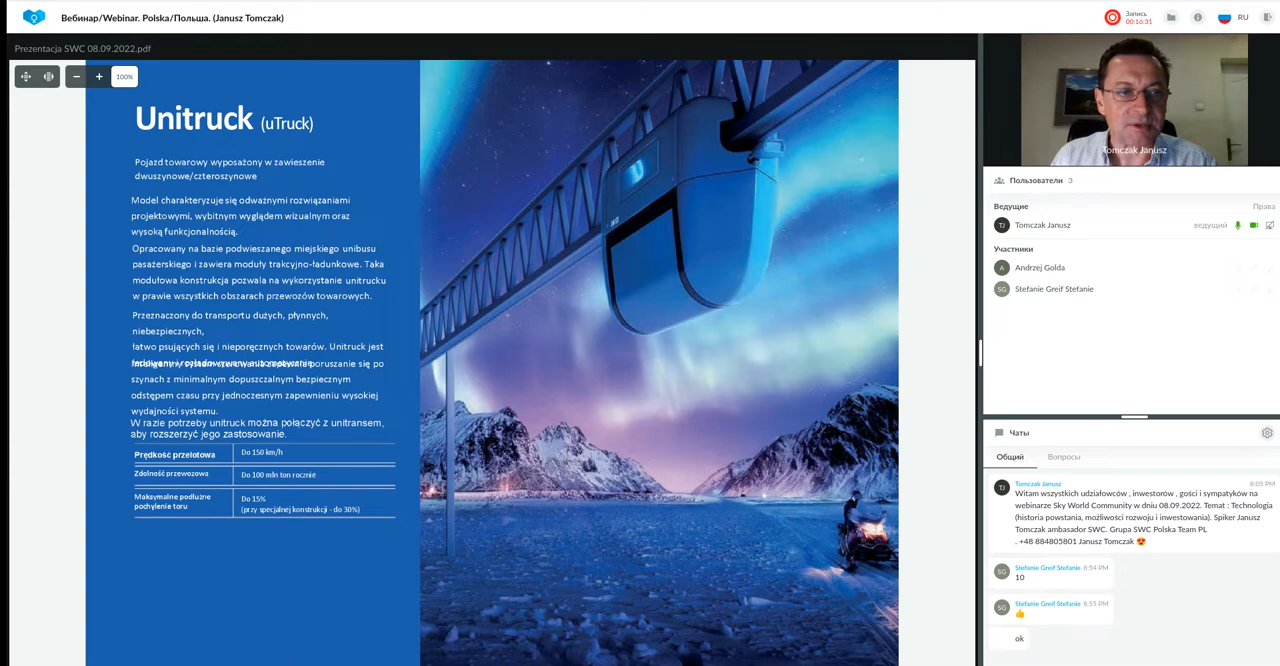 Вебинар/Webinar. Polska/Польша. (Janusz Tomczak)
Запись
00:16:31
RU
Prezentacja SWC 08.09.2022.pdf
100%
Unitruck (uTruck)
Pojazd towarowy wyposażony w zawieszenie
dwuszynowe/czteroszynowe
Model charakteryzuje się odważnymi rozwiązaniami
projektowymi, wybitnym wyglądem wizualnym oraz
wysoką funkcjonalnością.
Opracowany na bazie podwieszanego miejskiego unibusu
pasażerskiego i zawiera moduły trakcyjno-ładunkowe. Taka
modułowa konstrukcja pozwala na wykorzystanie unitrucku
w prawie wszystkich obszarach przewozów towarowych.
Przeznaczony do transportu dużych, płynnych,
niebezpiecznych,
łatwo psujących się i nieporęcznych towarów. Unitruck jest
poruszanie się po
szynach z minimalnym dopuszczalnym bezpiecznym
odstępem czasu przy jednoczesnym zapewnieniu wysokiej
wydajności systemu.
W razie potrzeby unitruck można połączyć z unitransem,
aby rozszerzyć jego zastosowanie.
Prędkość przelotowa
Do 150 km/h
Zdolność przewozowa
Do 100 mln ton rocznie
Maksymalne podłużne
pochylenie toru
Do 15%
(przy specjalnej konstrukcji - do 30%)
Tomczak Janusz
Пользователи 3
Ведущие Права
TJ Tomczak Janusz ведущий
Участники
A Andrzej Golda
SG Stefanie Greif Stefanie
Чаты
Общий Вопросы
TJ Tomczak Janusz 8:05 PM
Witam wszystkich udziałowców , inwestorów , gości i sympatyków na
webinarze Sky World Community w dniu 08.09.2022. Temat : Technologia
(historia powstania, możliwości rozwoju i inwestowania). Spiker Janusz
Tomczak ambasador SWC. Grupa SWC Polska Team PL
. +48 884805801 Janusz Tomczak 😍
SG Stefanie Greif Stefanie 8:54 PM
10
SG Stefanie Greif Stefanie 8:55 PM
👍
ok